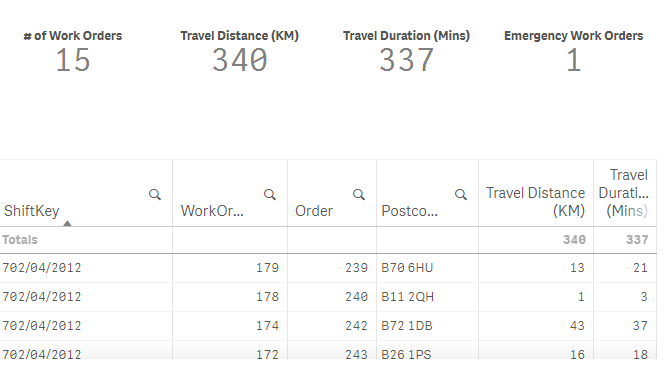 # of Work Orders Travel Distance (KM) Travel Duration (Mins) Emergency Work Orders
15 340 337 1
Travel
Travel Distance Durati...
ShiftKey WorkOr... Order Postco... (KM) (Mins)
Totals 340 337
702/04/2012 179 239 B70 6HU 13 21
702/04/2012 178 240 B11 2QH 1 3
702/04/2012 174 242 B72 1DB 43 37
702/04/2012 172 243 B26 1PS 16 18